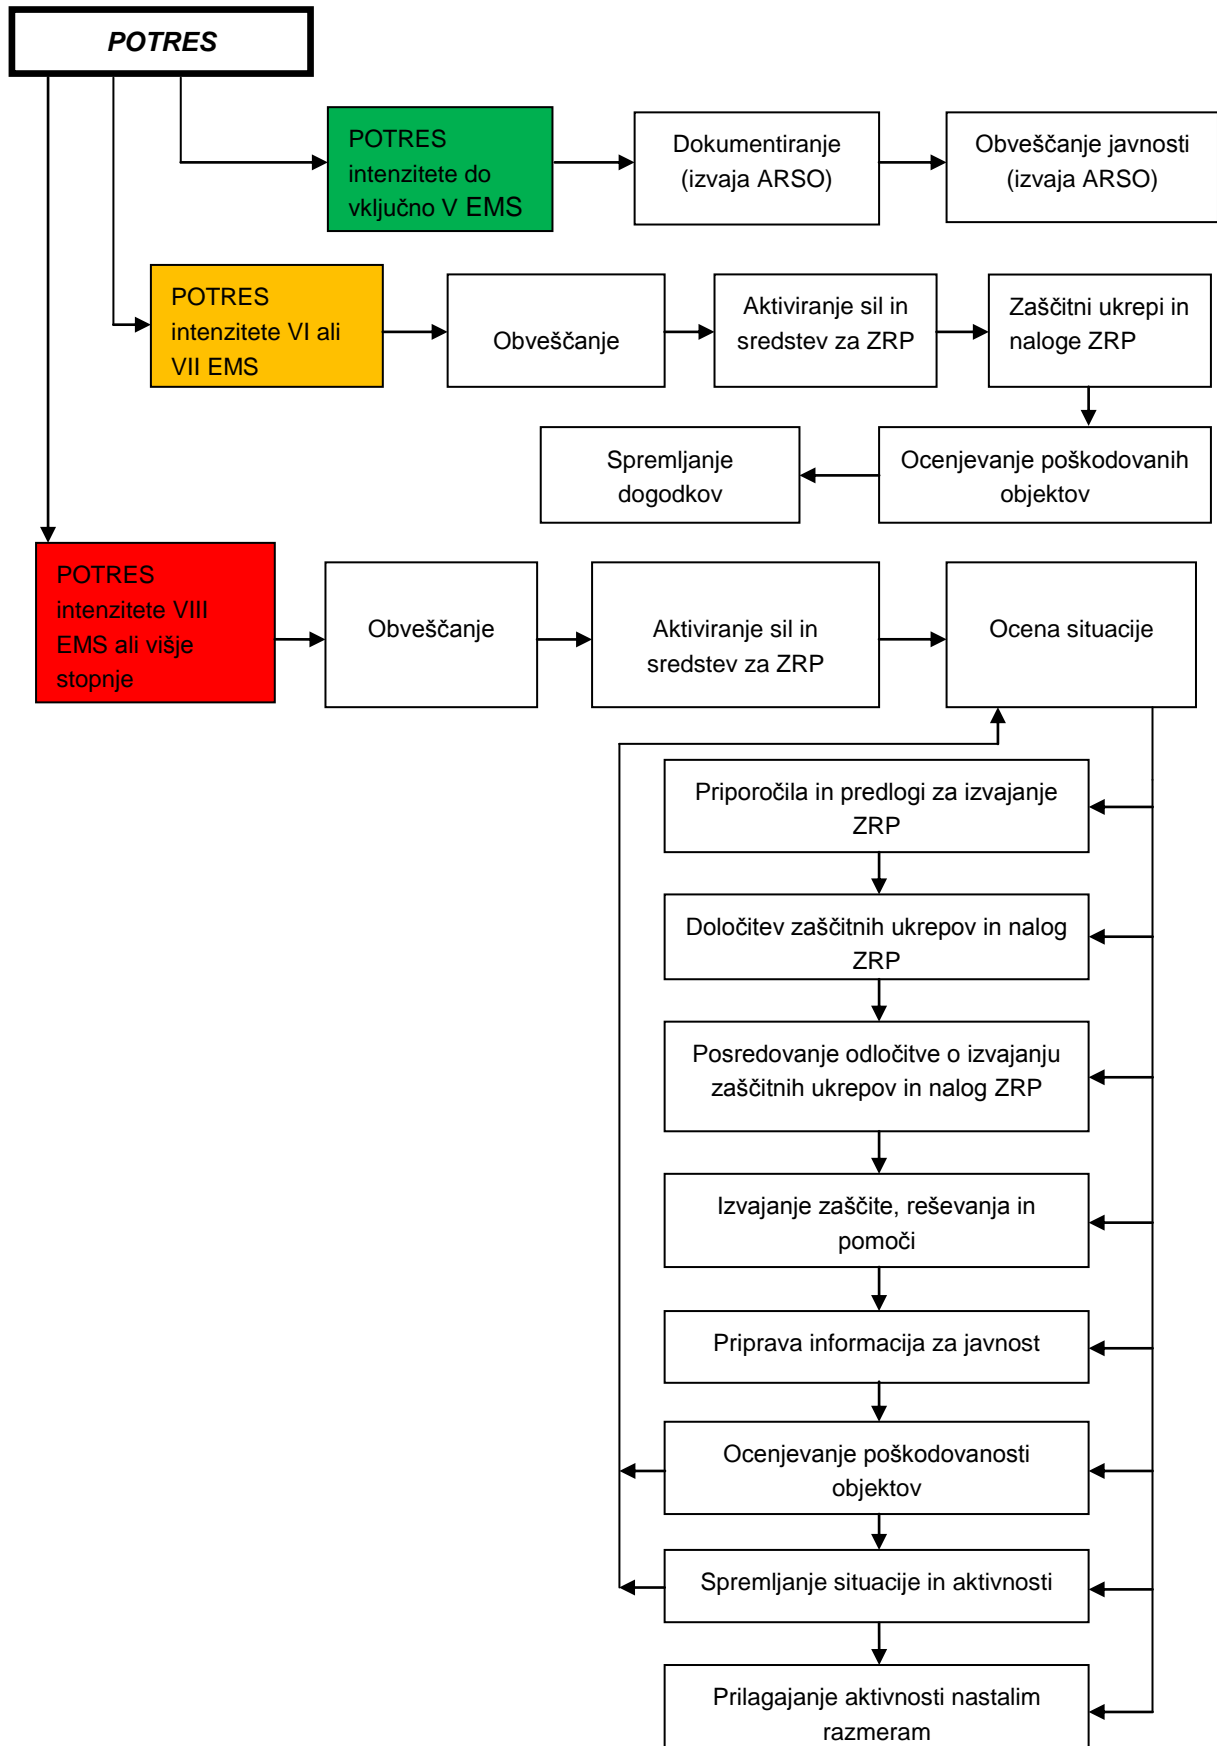 POTRES
POTRES
intenzitete do
vključno V EMS
Dokumentiranje
(izvaja ARSO)
Obveščanje javnosti
(izvaja ARSO)
POTRES
intenzitete VI ali
VII EMS
Obveščanje
Aktiviranje sil in
sredstev za ZRP
Zaščitni ukrepi in
naloge ZRP
Ocenjevanje poškodovanih
objektov
Spremljanje
dogodkov
POTRES
intenzitete VIII
EMS ali višje
stopnje
Obveščanje
Aktiviranje sil in
sredstev za ZRP
Ocena situacije
Priporočila in predlogi za izvajanje
ZRP
Določitev zaščitnih ukrepov in nalog
ZRP
Posredovanje odločitve o izvajanju
zaščitnih ukrepov in nalog ZRP
Izvajanje zaščite, reševanja in
pomoči
Priprava informacija za javnost
Ocenjevanje poškodovanosti
objektov
Spremljanje situacije in aktivnosti
Prilagajanje aktivnosti nastalim
razmeram